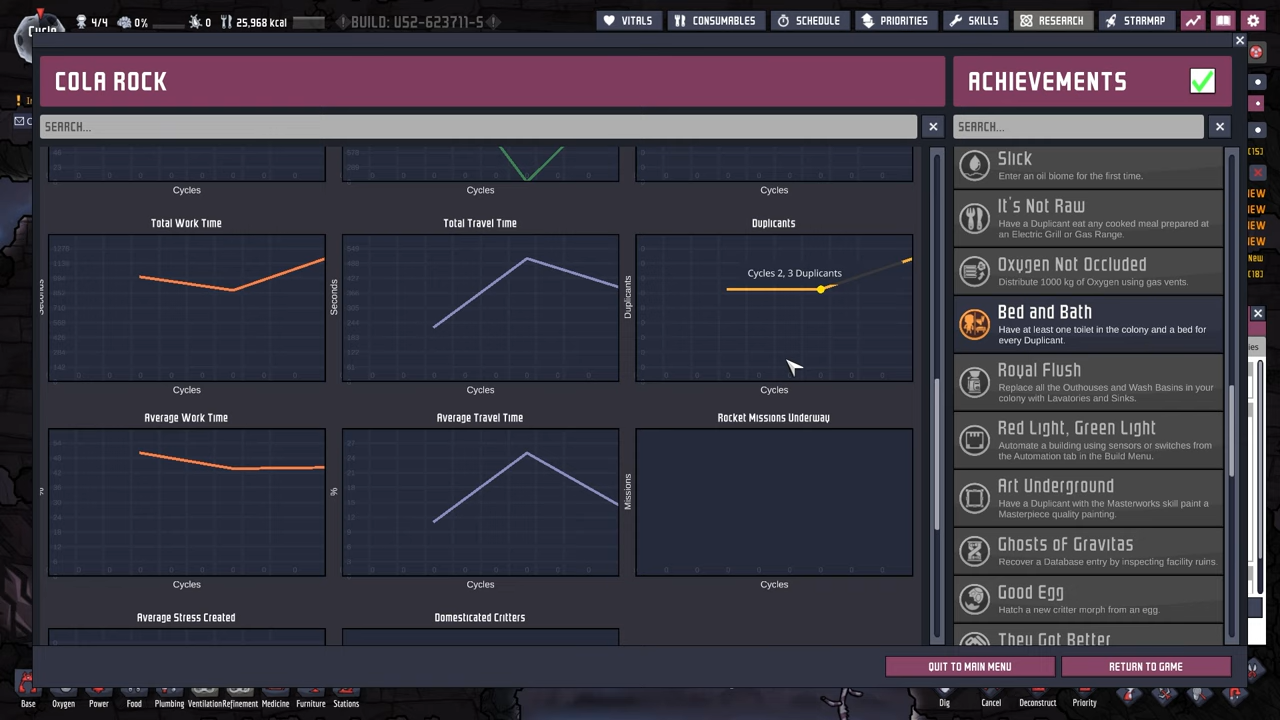 4/4 0% 0 25,968 kcal BUILD: U52-623711-S VITALS CONSUMABLES SCHEDULE PRIORITIES SKILLS RESEARCH STARMAP
Cycle
COLA ROCK
ACHIEVEMENTS
SEARCH...
SEARCH...
Cycles Cycles Cycles
Total Work Time Total Travel Time Duplicants
Seconds Seconds Duplicants
Cycles 2, 3 Duplicants
Cycles Cycles Cycles
Average Work Time Average Travel Time Rocket Missions Underway
% % Missions
Cycles Cycles Cycles
Average Stress Created Domesticated Critters
Slick
Enter an oil biome for the first time.
It's Not Raw
Have a Duplicant eat any cooked meal prepared at
an Electric Grill or Gas Range.
Oxygen Not Occluded
Distribute 1000 kg of Oxygen using gas vents.
Bed and Bath
Have at least one toilet in the colony and a bed for
every Duplicant.
Royal Flush
Replace all the Outhouses and Wash Basins in your
colony with Lavatories and Sinks.
Red Light, Green Light
Automate a building using sensors or switches from
the Automation tab in the Build Menu.
Art Underground
Have a Duplicant with the Masterworks skill paint a
Masterpiece quality painting.
Ghosts of Gravitas
Recover a Database entry by inspecting facility ruins.
Good Egg
Hatch a new critter morph from an egg.
They Got Better
[15]
NEW
NEW
NEW
NEW
New
[18]
ies
QUIT TO MAIN MENU RETURN TO GAME
Base Oxygen Power Food Plumbing Ventilation Refinement Medicine Furniture Stations Dig Cancel Deconstruct Priority